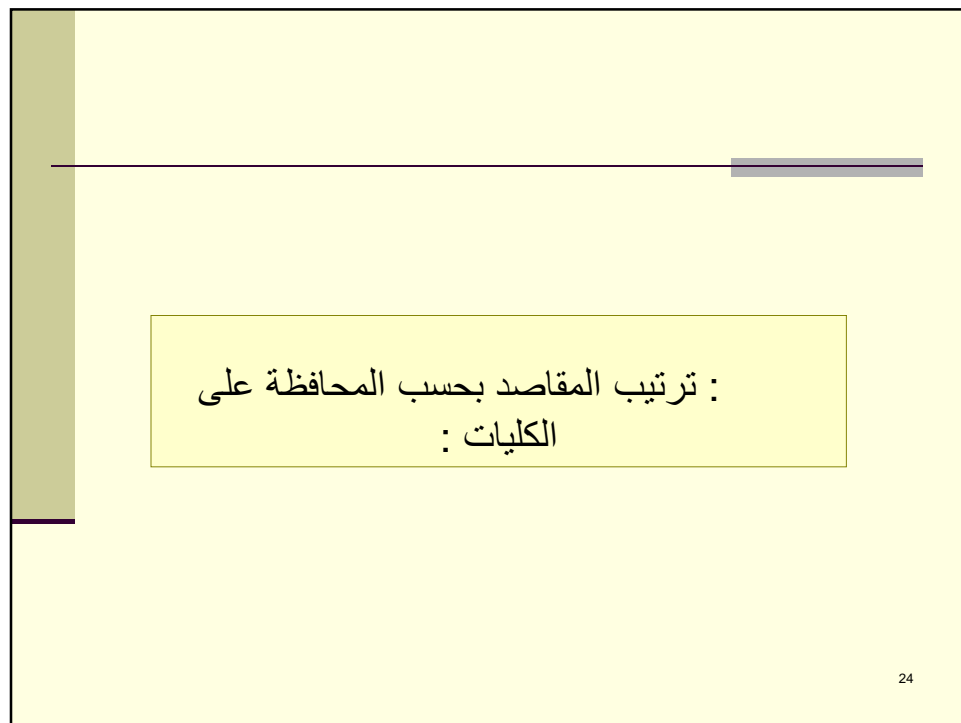 : ترتيب المقاصد بحسب المحافظة على
الكليات :
24